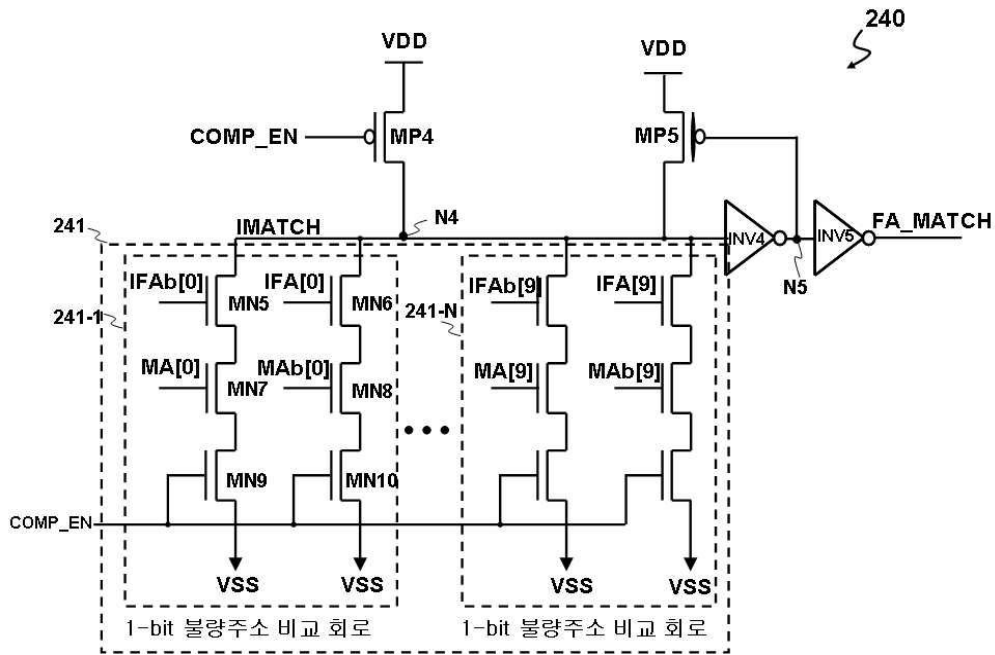 240
VDD
VDD
COMP_EN
MP4
MP5
N4
241
IMATCH
INV4
INV5
FA_MATCH
N5
IFAb[0]
IFA[0]
IFAb[9]
IFA[9]
MN5
MN6
241-1
241-N
MA[0]
MAb[0]
MA[9]
MAb[9]
MN7
MN8
MN9
MN10
COMP_EN
VSS
VSS
VSS
VSS
1-bit 불량주소 비교 회로
1-bit 불량주소 비교 회로